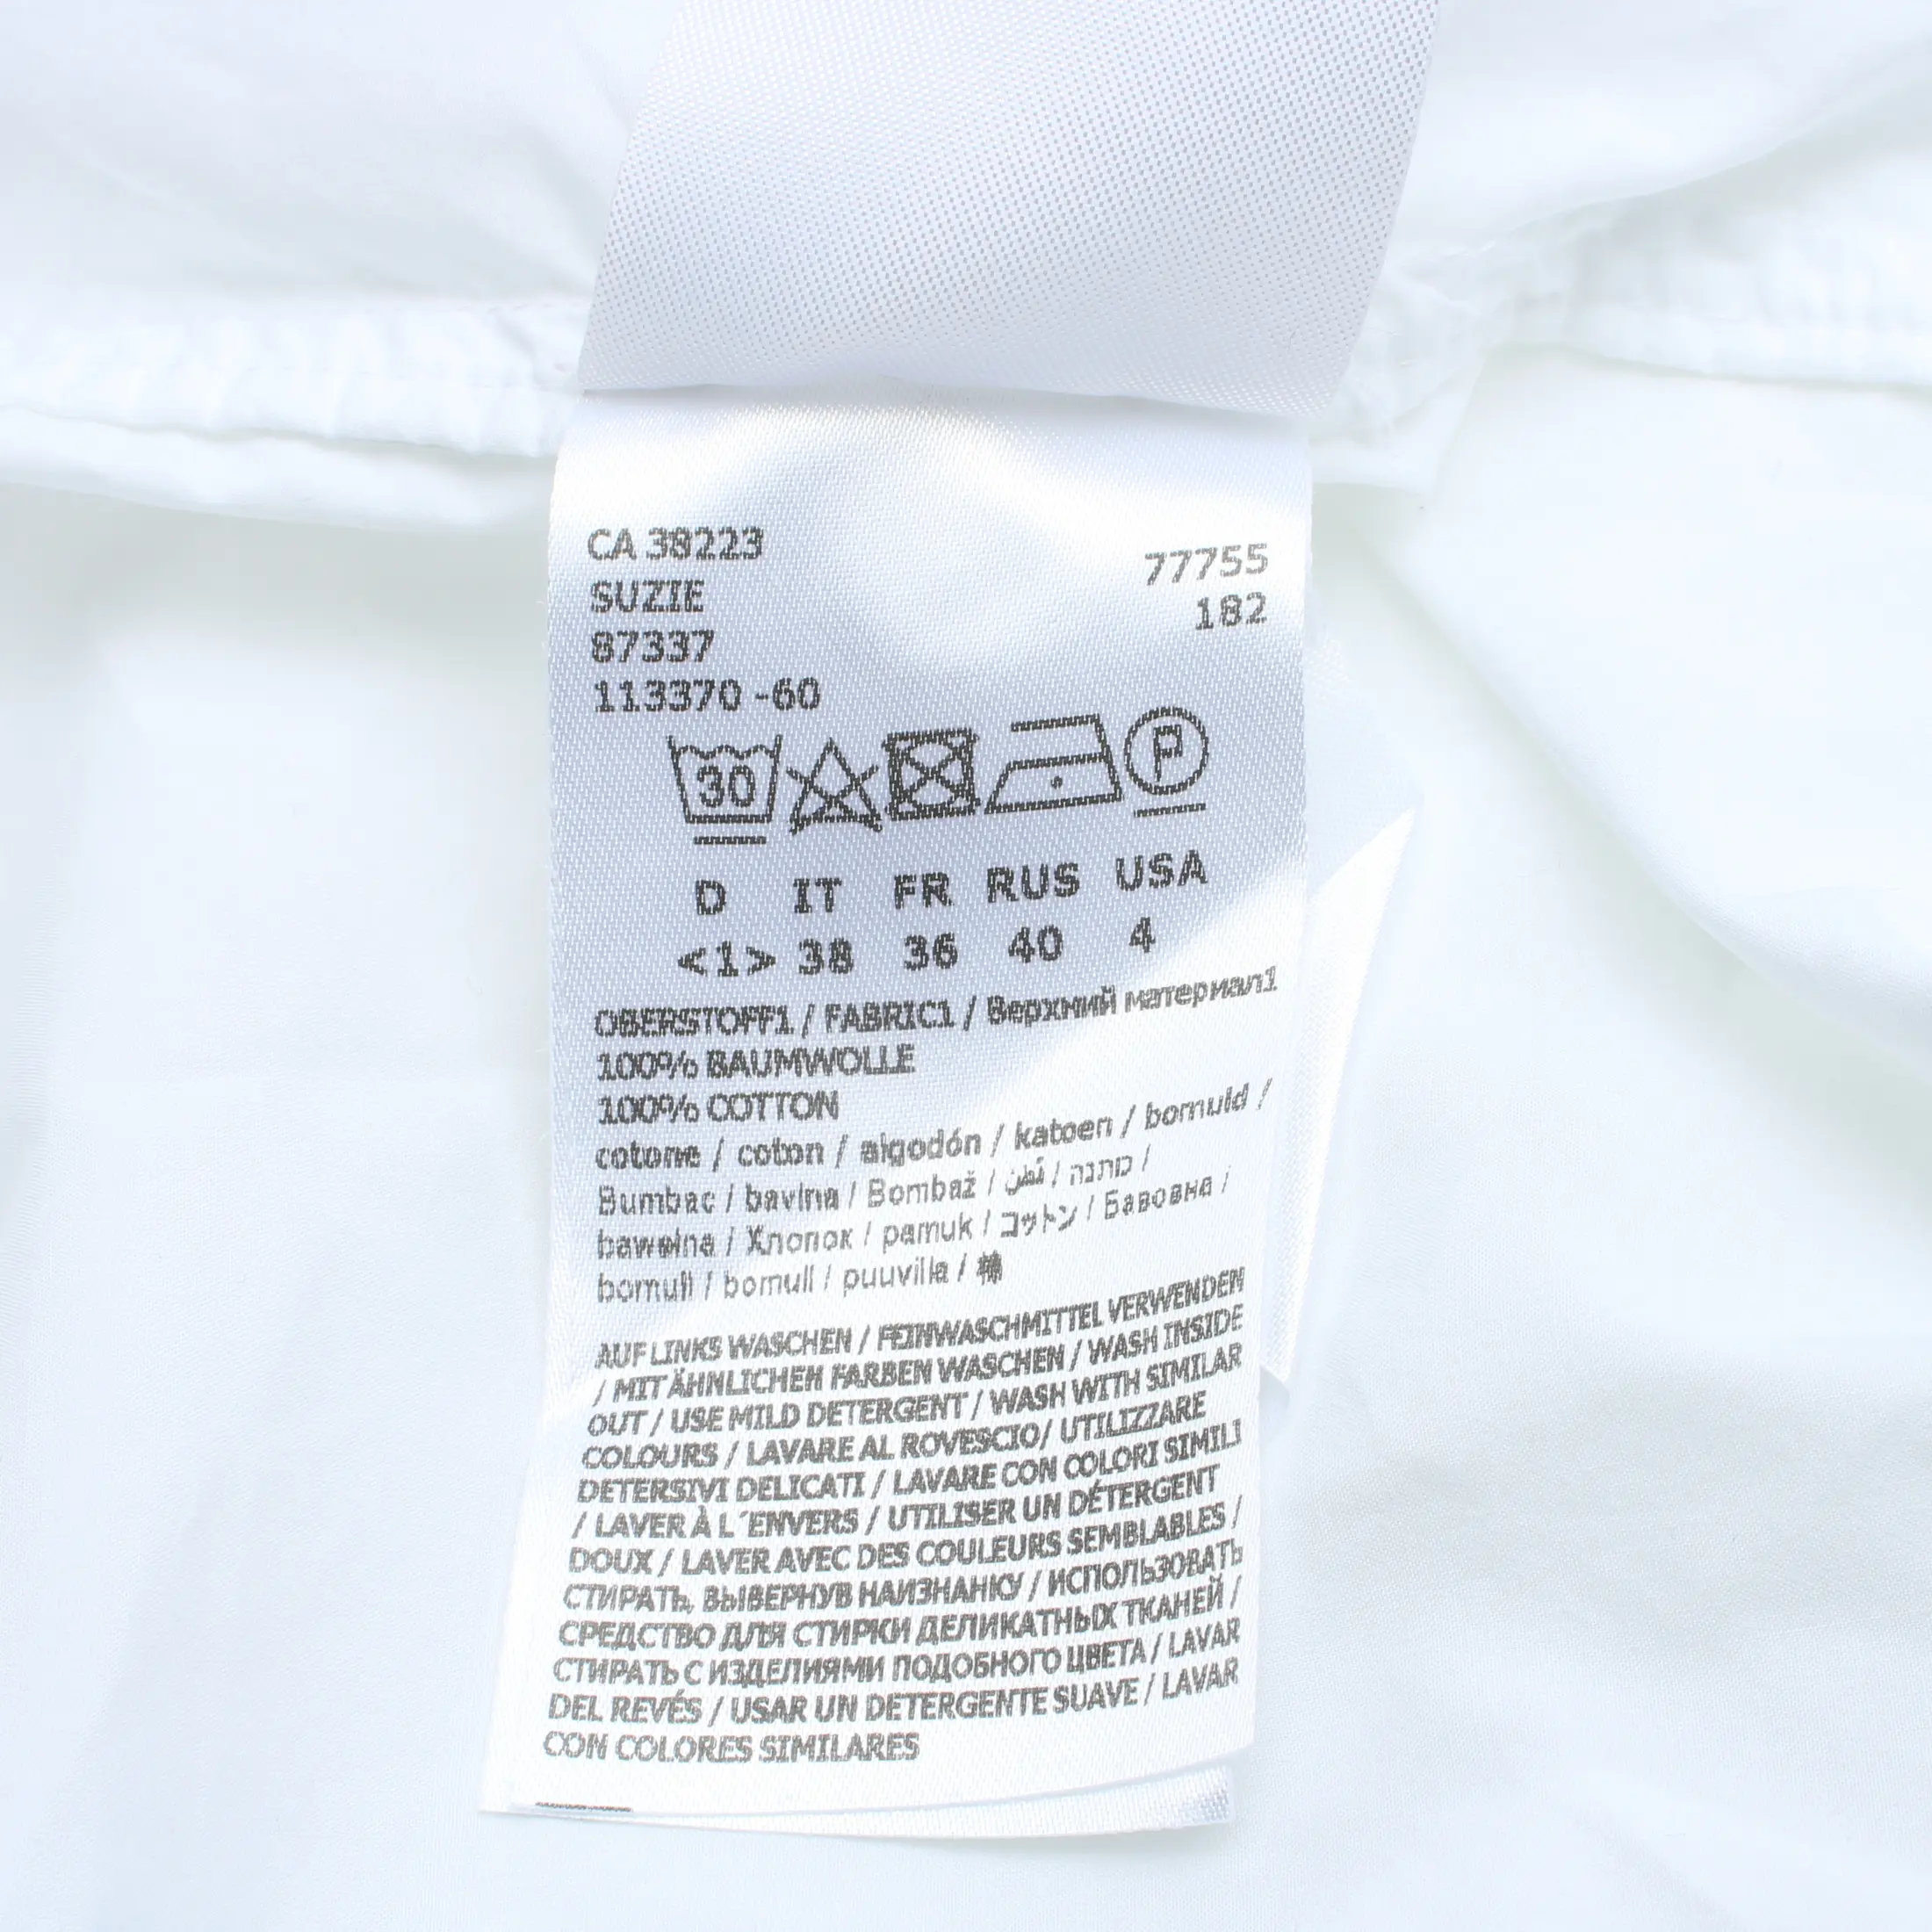 CA 38223
SUZIE
87337
113370 -60
77755
182
30 P
D IT FR RUS USA
<1> 38 36 40 4
OBERSTOFF1 / FABRIC1 / Верхний материал1
100% BAUMWOLLE
100% COTTON
cotone / coton / algodón / katoen / bomuld /
Bumbac / bavlna / Bombaž / قطن / כותנה /
bawełna / Хлопок / pamuk / コットン / Бавовна /
bomull / bomull / puuvilla / 棉
AUF LINKS WASCHEN / FEINWASCHMITTEL VERWENDEN
/ MIT ÄHNLICHEN FARBEN WASCHEN / WASH INSIDE
OUT / USE MILD DETERGENT / WASH WITH SIMILAR
COLOURS / LAVARE AL ROVESCIO/ UTILIZZARE
DETERSIVI DELICATI / LAVARE CON COLORI SIMILI
/ LAVER À L´ENVERS / UTILISER UN DÉTERGENT
DOUX / LAVER AVEC DES COULEURS SEMBLABLES /
СТИРАТЬ, ВЫВЕРНУВ НАИЗНАНКУ / ИСПОЛЬЗОВАТЬ
СРЕДСТВО ДЛЯ СТИРКИ ДЕЛИКАТНЫХ ТКАНЕЙ /
СТИРАТЬ С ИЗДЕЛИЯМИ ПОДОБНОГО ЦВЕТА / LAVAR
DEL REVÉS / USAR UN DETERGENTE SUAVE / LAVAR
CON COLORES SIMILARES